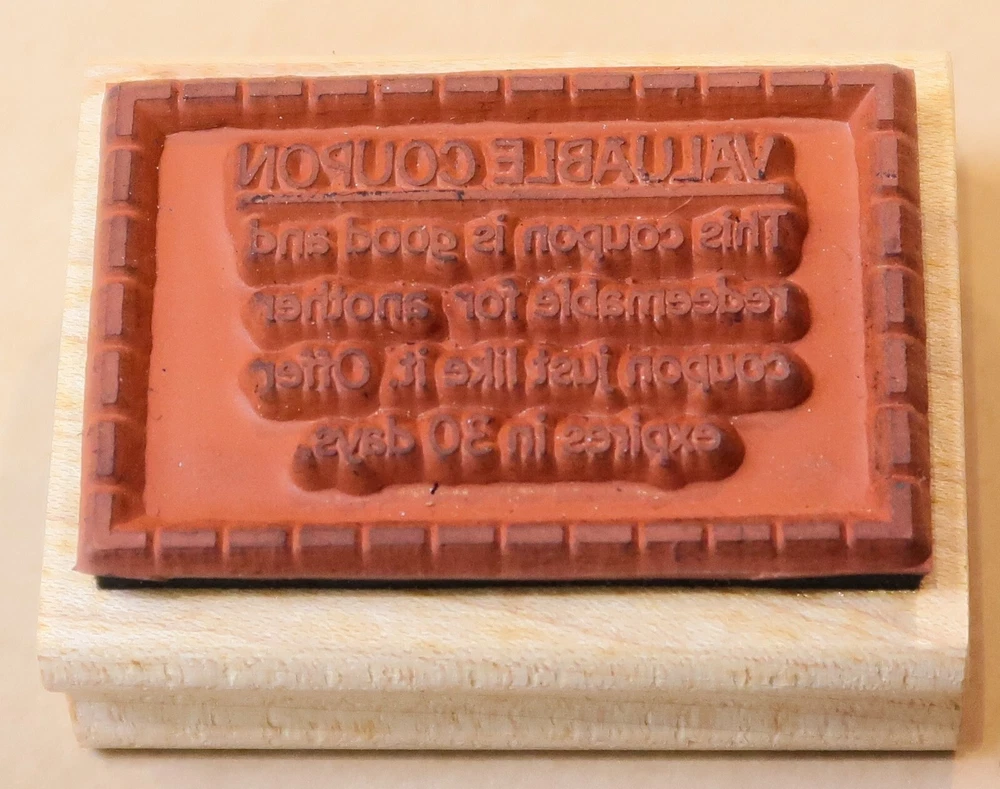 VALUABLE COUPON
This coupon is good and
redeemable for another
coupon just like it. Offer
expires in 30 days.